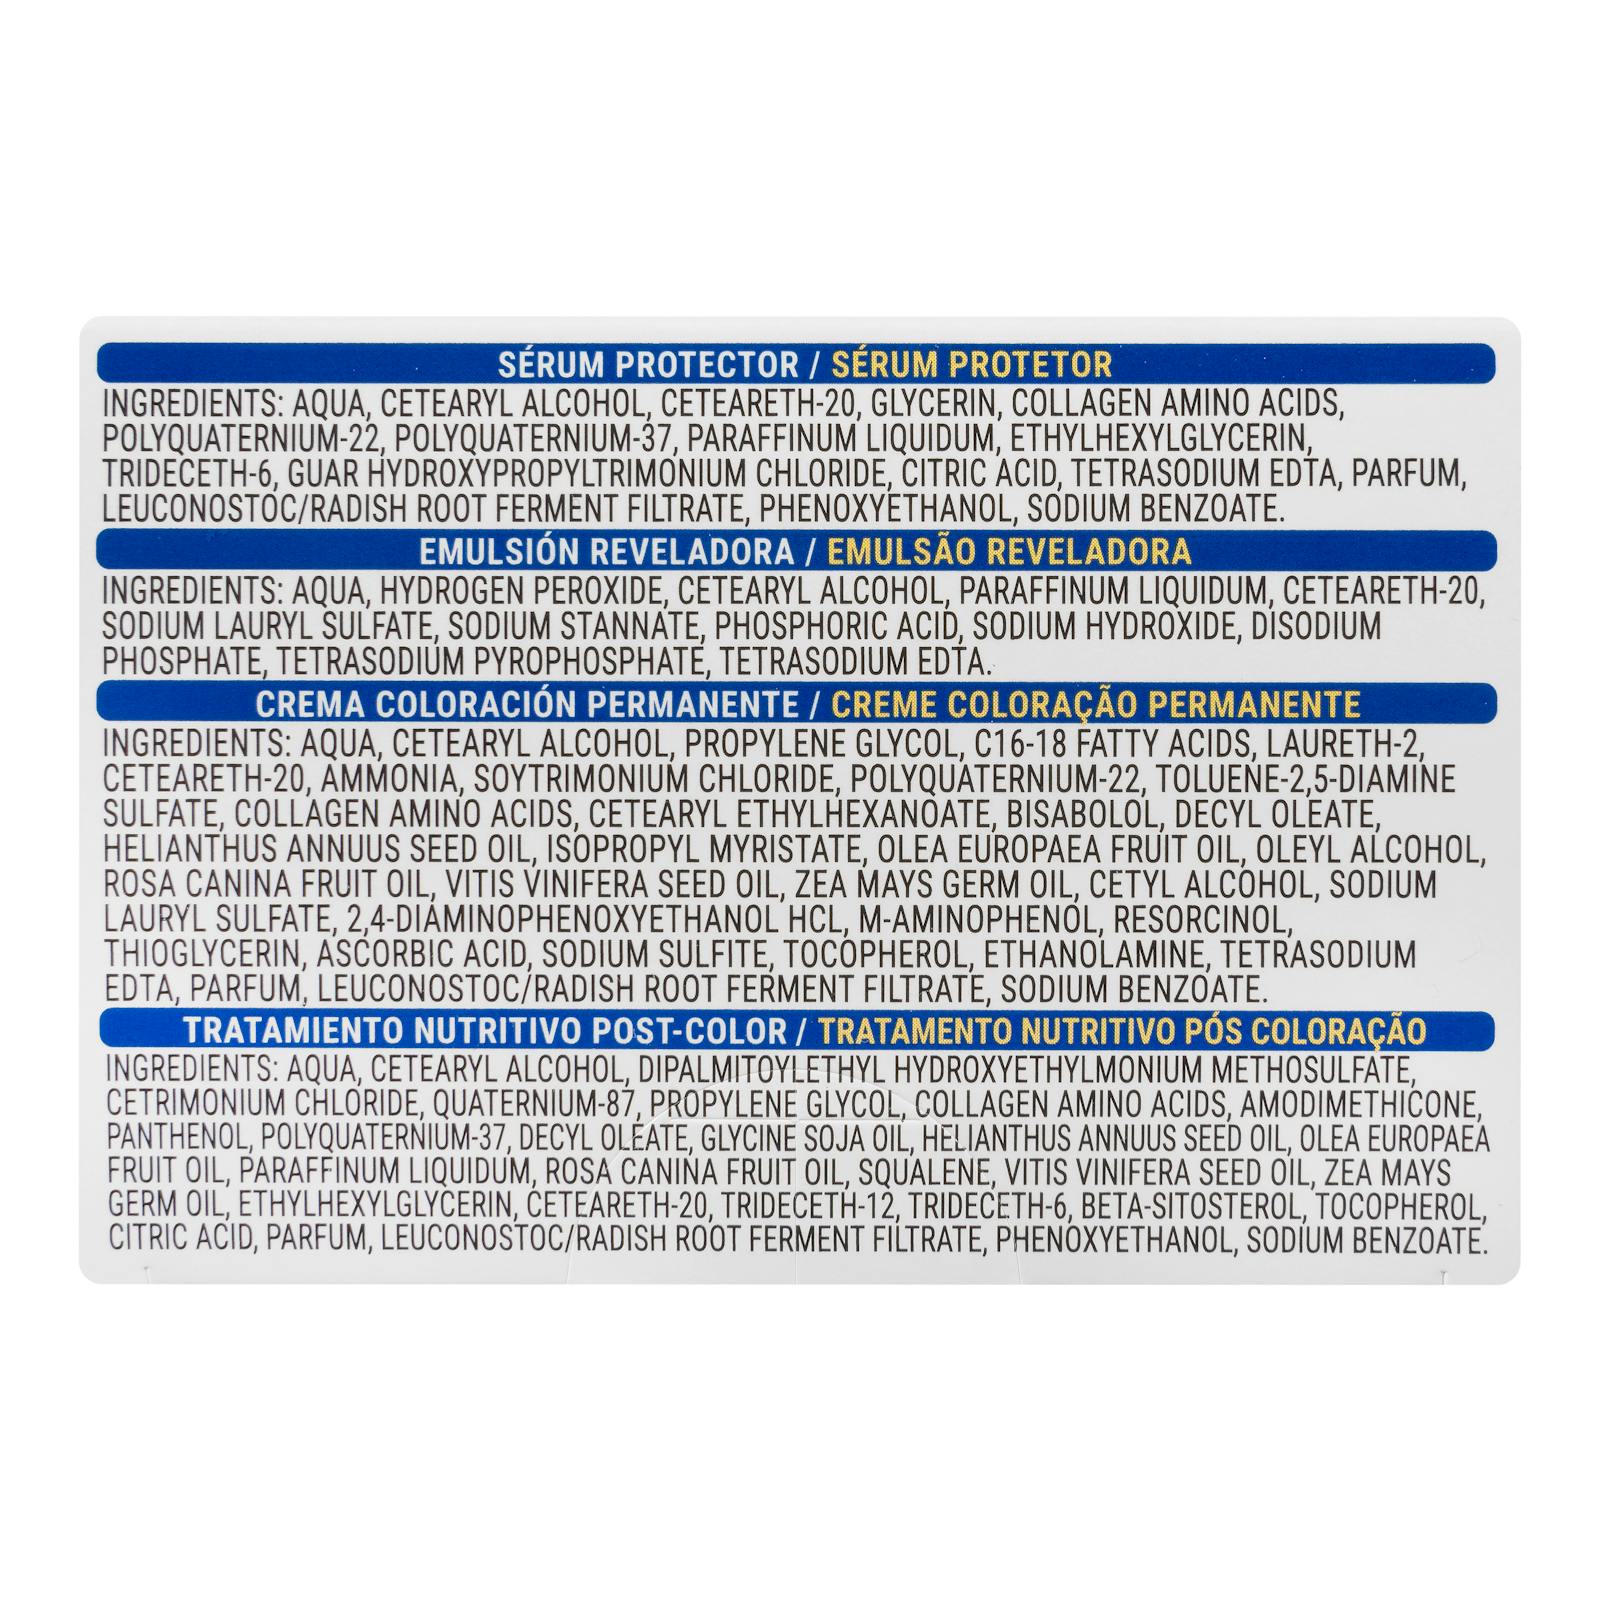 SÉRUM PROTECTOR / SÉRUM PROTETOR
INGREDIENTS: AQUA, CETEARYL ALCOHOL, CETEARETH-20, GLYCERIN, COLLAGEN AMINO ACIDS,
POLYQUATERNIUM-22, POLYQUATERNIUM-37, PARAFFINUM LIQUIDUM, ETHYLHEXYLGLYCERIN,
TRIDECETH-6, GUAR HYDROXYPROPYLTRIMONIUM CHLORIDE, CITRIC ACID, TETRASODIUM EDTA, PARFUM,
LEUCONOSTOC/RADISH ROOT FERMENT FILTRATE, PHENOXYETHANOL, SODIUM BENZOATE.
EMULSIÓN REVELADORA / EMULSÃO REVELADORA
INGREDIENTS: AQUA, HYDROGEN PEROXIDE, CETEARYL ALCOHOL, PARAFFINUM LIQUIDUM, CETEARETH-20,
SODIUM LAURYL SULFATE, SODIUM STANNATE, PHOSPHORIC ACID, SODIUM HYDROXIDE, DISODIUM
PHOSPHATE, TETRASODIUM PYROPHOSPHATE, TETRASODIUM EDTA.
CREMA COLORACIÓN PERMANENTE / CREME COLORAÇÃO PERMANENTE
INGREDIENTS: AQUA, CETEARYL ALCOHOL, PROPYLENE GLYCOL, C16-18 FATTY ACIDS, LAURETH-2,
CETEARETH-20, AMMONIA, SOYTRIMONIUM CHLORIDE, POLYQUATERNIUM-22, TOLUENE-2,5-DIAMINE
SULFATE, COLLAGEN AMINO ACIDS, CETEARYL ETHYLHEXANOATE, BISABOLOL, DECYL OLEATE,
HELIANTHUS ANNUUS SEED OIL, ISOPROPYL MYRISTATE, OLEA EUROPAEA FRUIT OIL, OLEYL ALCOHOL,
ROSA CANINA FRUIT OIL, VITIS VINIFERA SEED OIL, ZEA MAYS GERM OIL, CETYL ALCOHOL, SODIUM
LAURYL SULFATE, 2,4-DIAMINOPHENOXYETHANOL HCL, M-AMINOPHENOL, RESORCINOL,
THIOGLYCERIN, ASCORBIC ACID, SODIUM SULFITE, TOCOPHEROL, ETHANOLAMINE, TETRASODIUM
EDTA, PARFUM, LEUCONOSTOC/RADISH ROOT FERMENT FILTRATE, SODIUM BENZOATE.
TRATAMIENTO NUTRITIVO POST-COLOR / TRATAMENTO NUTRITIVO PÓS COLORAÇÃO
INGREDIENTS: AQUA, CETEARYL ALCOHOL, DIPALMITOYLETHYL HYDROXYETHYLMONIUM METHOSULFATE,
CETRIMONIUM CHLORIDE, QUATERNIUM-87, PROPYLENE GLYCOL, COLLAGEN AMINO ACIDS, AMODIMETHICONE,
PANTHENOL, POLYQUATERNIUM-37, DECYL OLEATE, GLYCINE SOJA OIL, HELIANTHUS ANNUUS SEED OIL, OLEA EUROPAEA
FRUIT OIL, PARAFFINUM LIQUIDUM, ROSA CANINA FRUIT OIL, SQUALENE, VITIS VINIFERA SEED OIL, ZEA MAYS
GERM OIL, ETHYLHEXYLGLYCERIN, CETEARETH-20, TRIDECETH-12, TRIDECETH-6, BETA-SITOSTEROL, TOCOPHEROL,
CITRIC ACID, PARFUM, LEUCONOSTOC/RADISH ROOT FERMENT FILTRATE, PHENOXYETHANOL, SODIUM BENZOATE.